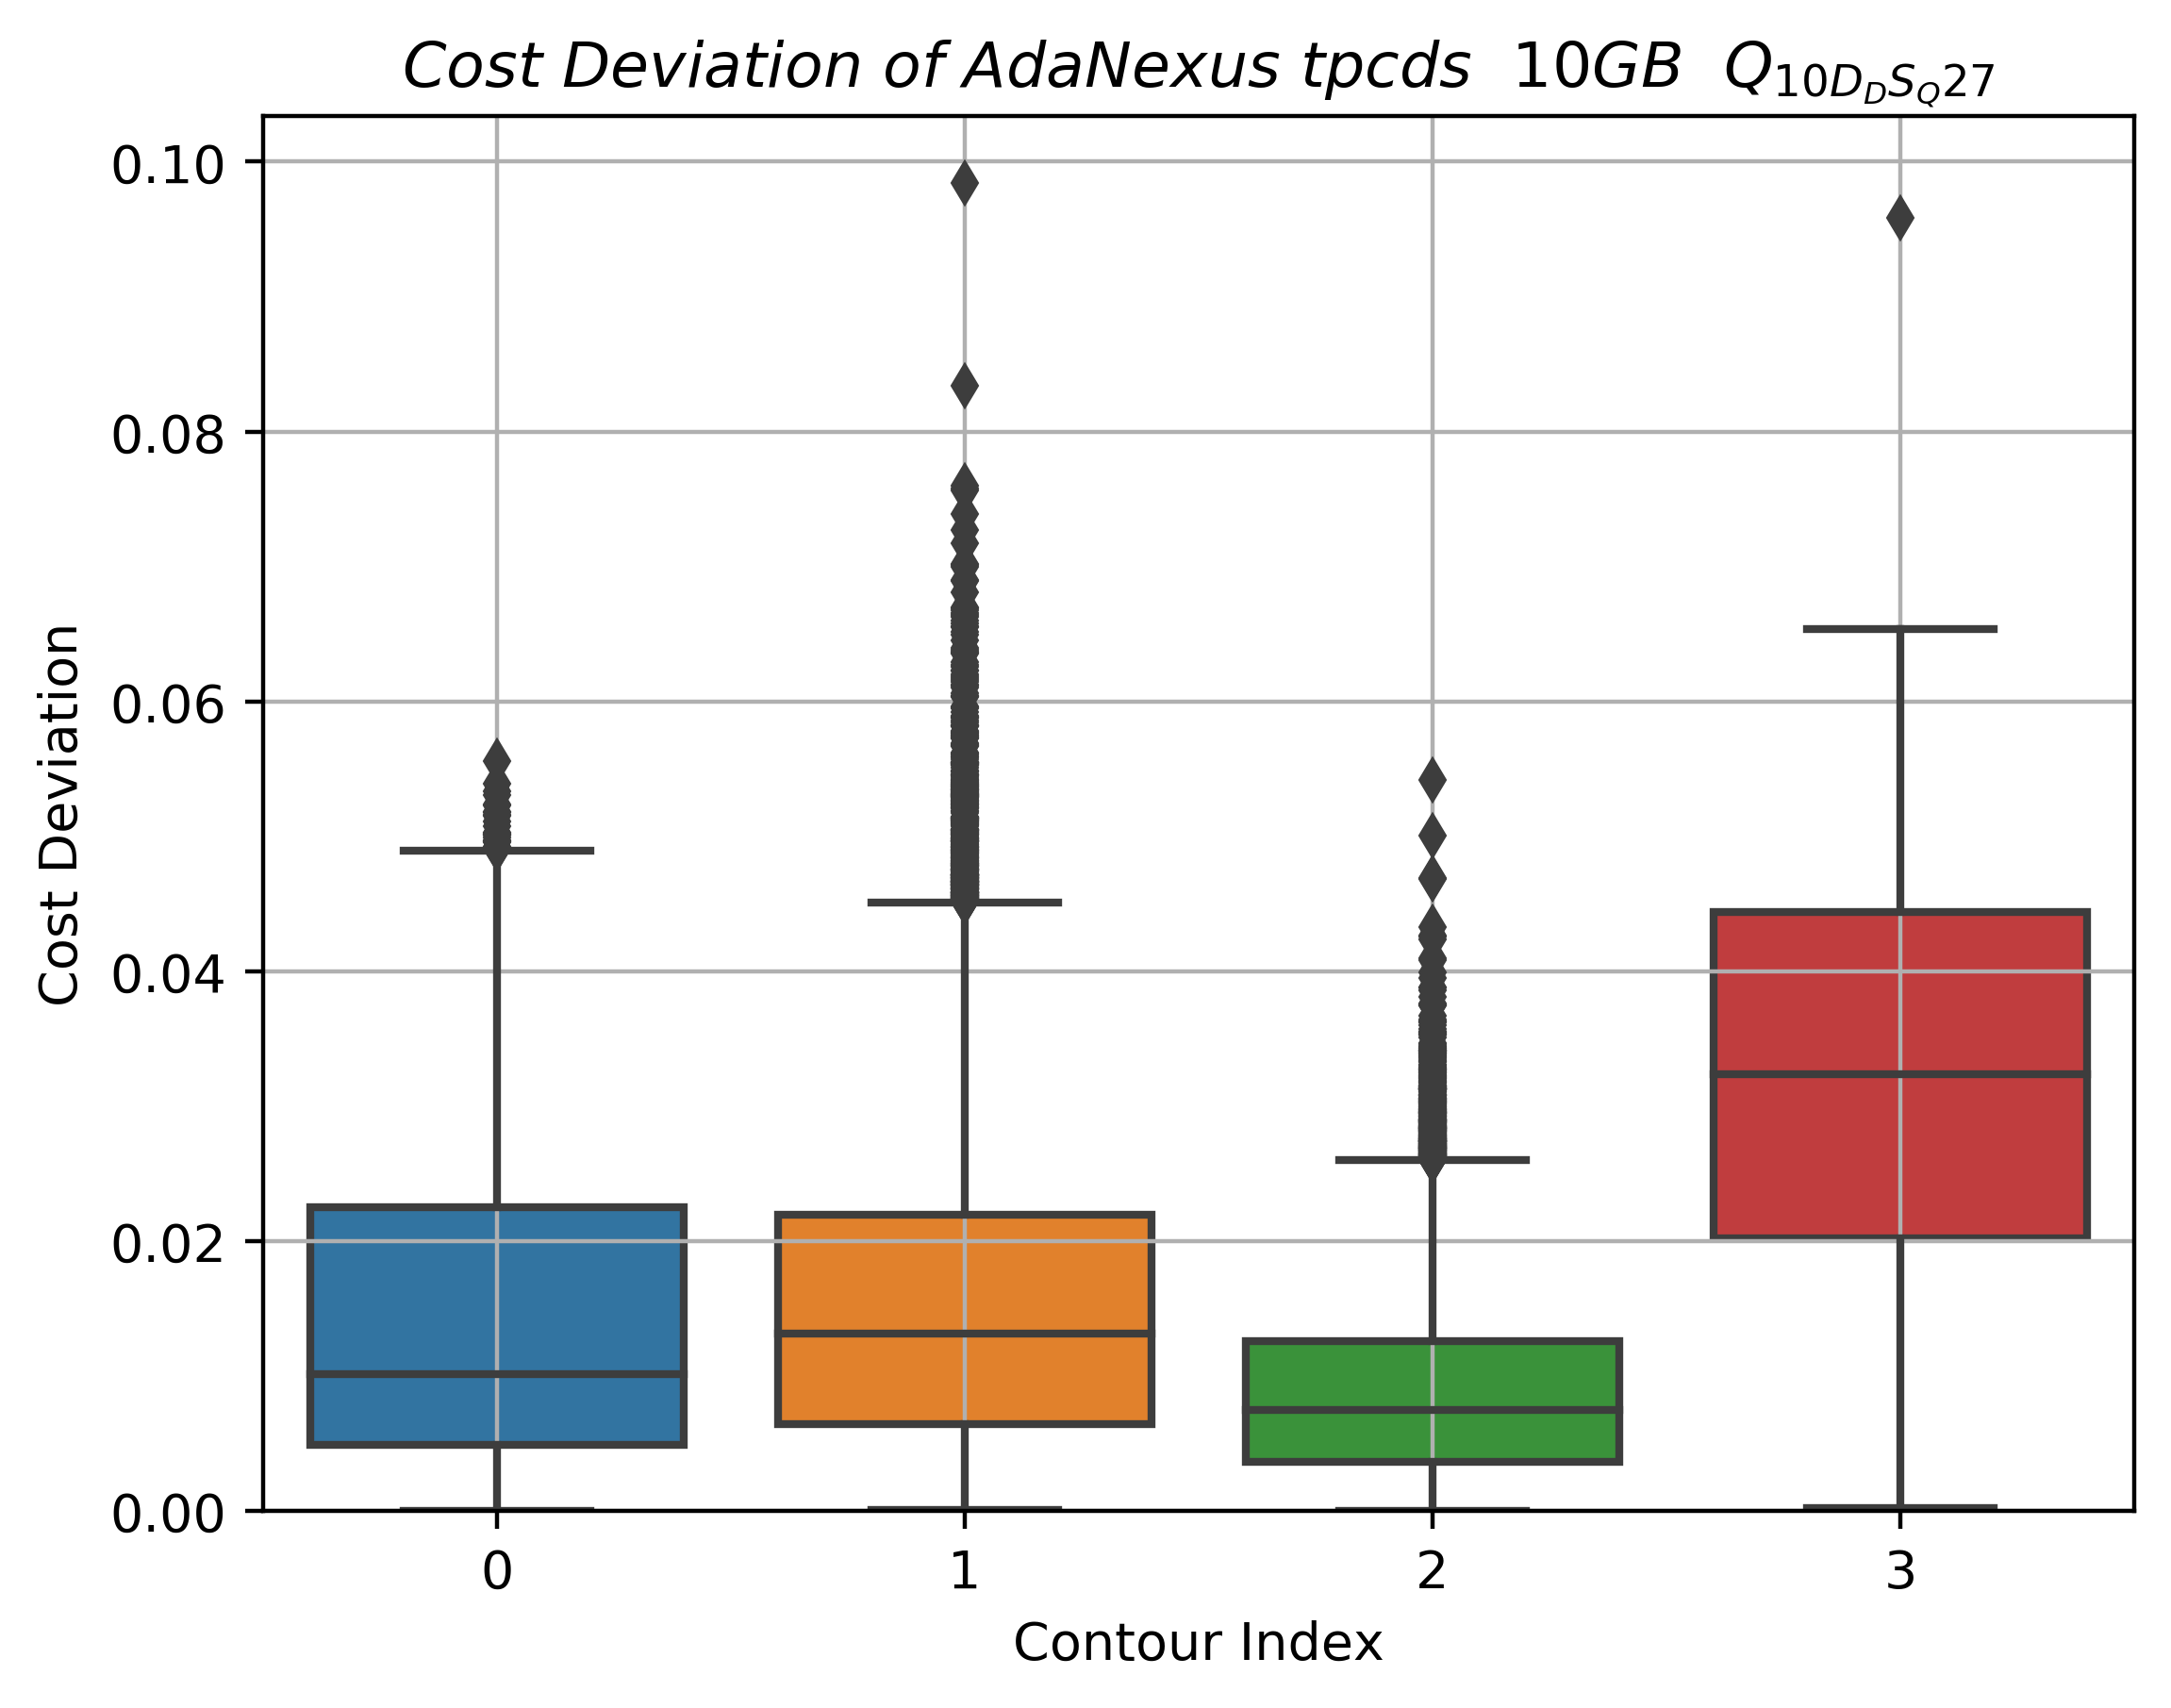 Cost Deviation of AdaNexus tpcds 10GB Q10DDSQ27
0.10
0.08
0.06
0.04
0.02
0.00
Cost Deviation
0 1 2 3
Contour Index